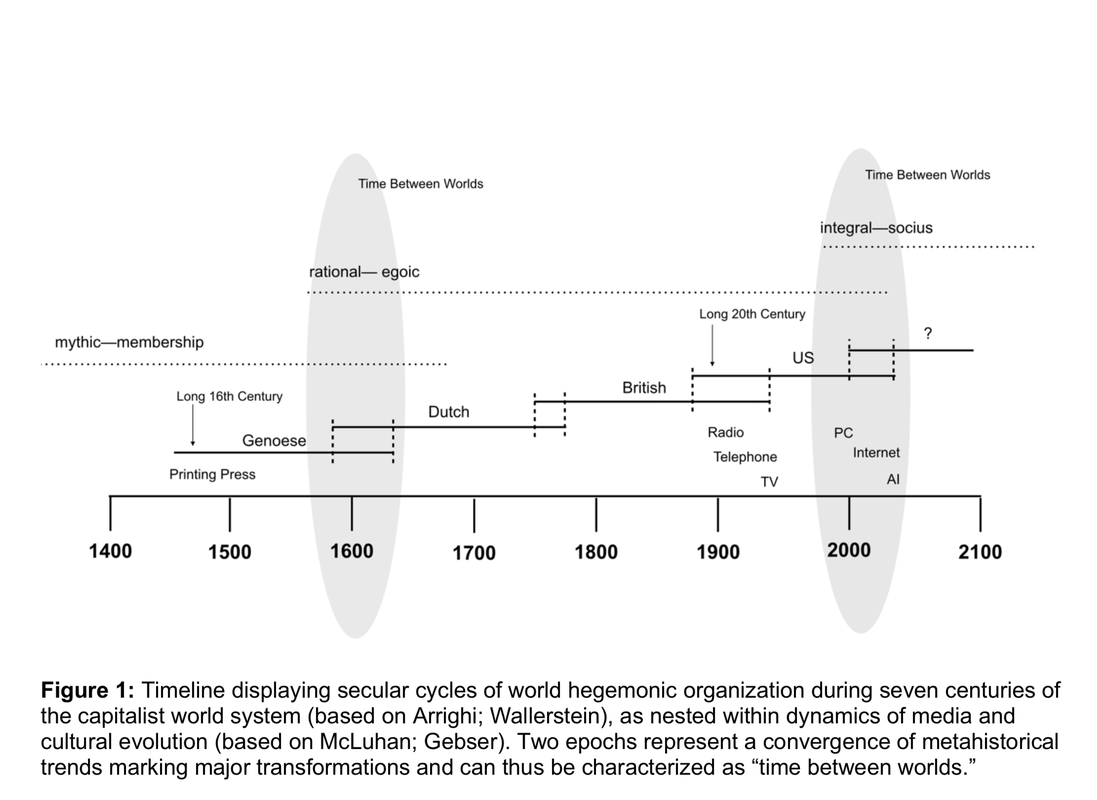 Time Between Worlds
Time Between Worlds
integral—socius
rational— egoic
Long 20th Century
?
mythic—membership
US
British
Long 16th Century
Dutch
Genoese
Radio
PC
Telephone
Internet
Printing Press
TV
AI
1400 1500 1600 1700 1800 1900 2000 2100
Figure 1: Timeline displaying secular cycles of world hegemonic organization during seven centuries of
the capitalist world system (based on Arrighi; Wallerstein), as nested within dynamics of media and
cultural evolution (based on McLuhan; Gebser). Two epochs represent a convergence of metahistorical
trends marking major transformations and can thus be characterized as “time between worlds.”